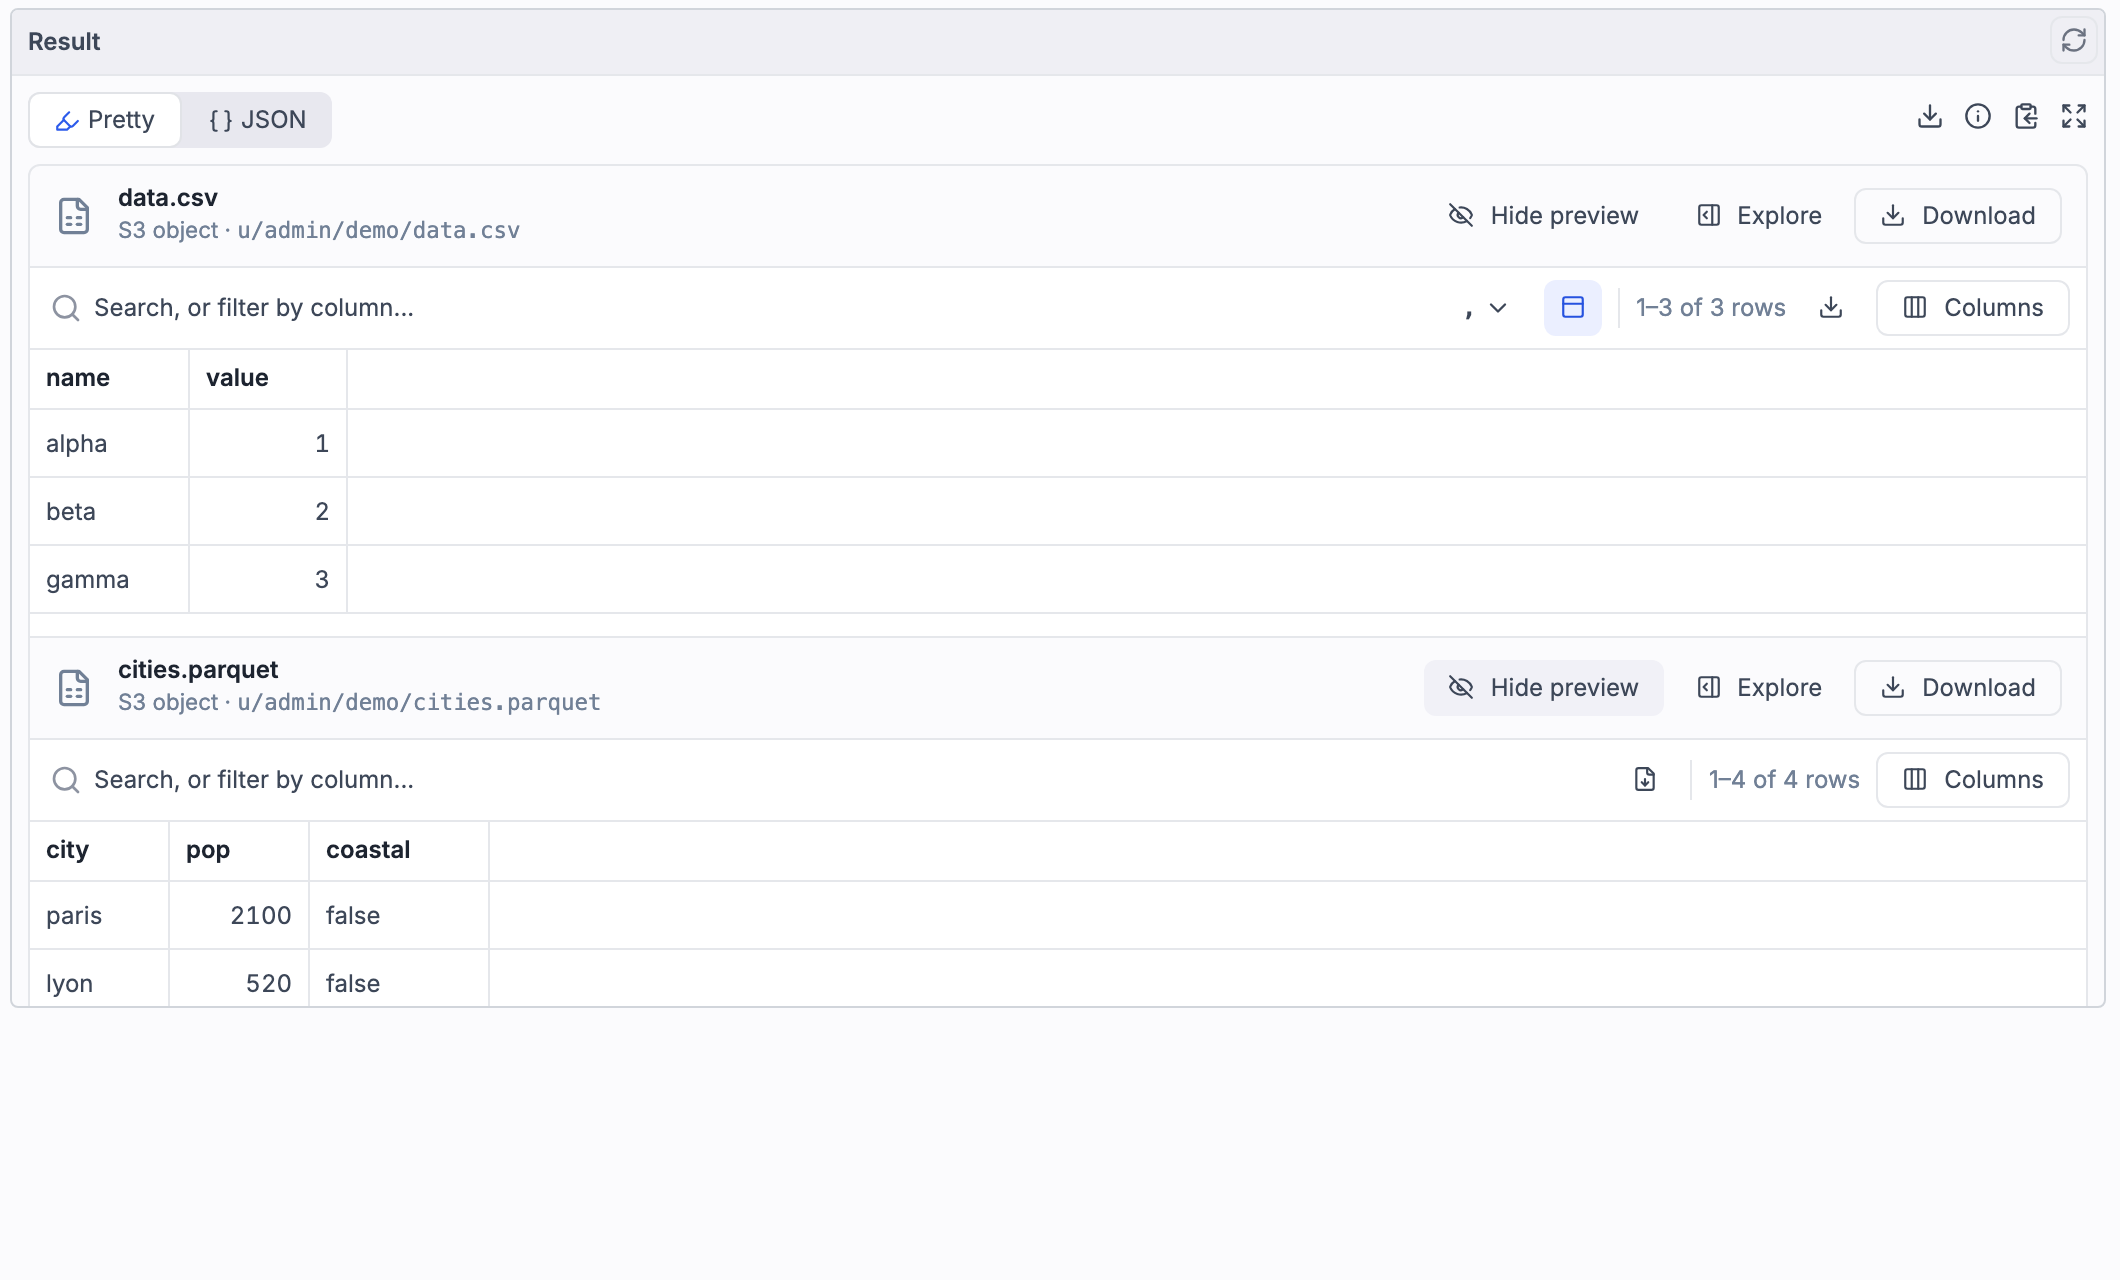 Result
Pretty
{ } JSON
data.csv
S3 object · u/admin/demo/data.csv
Hide preview
Explore
Download
Search, or filter by column...
,
1–3 of 3 rows
Columns
name value
alpha 1
beta 2
gamma 3
cities.parquet
S3 object · u/admin/demo/cities.parquet
Hide preview
Explore
Download
Search, or filter by column...
1–4 of 4 rows
Columns
city pop coastal
paris 2100 false
lyon 520 false